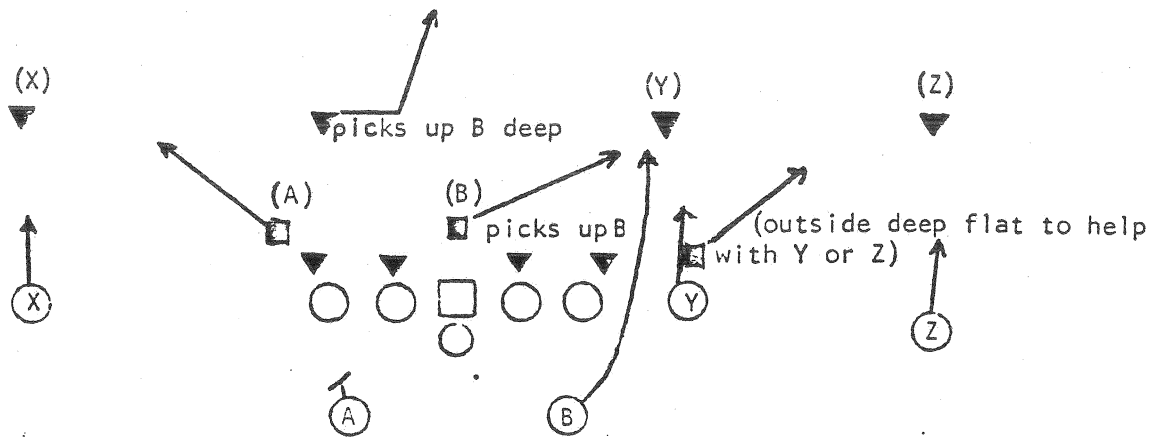 (X)
(Y)
(Z)
picks up B deep
(A)
(B)
picks up B
(outside deep flat to help
with Y or Z)
X
Y
Z
A
B